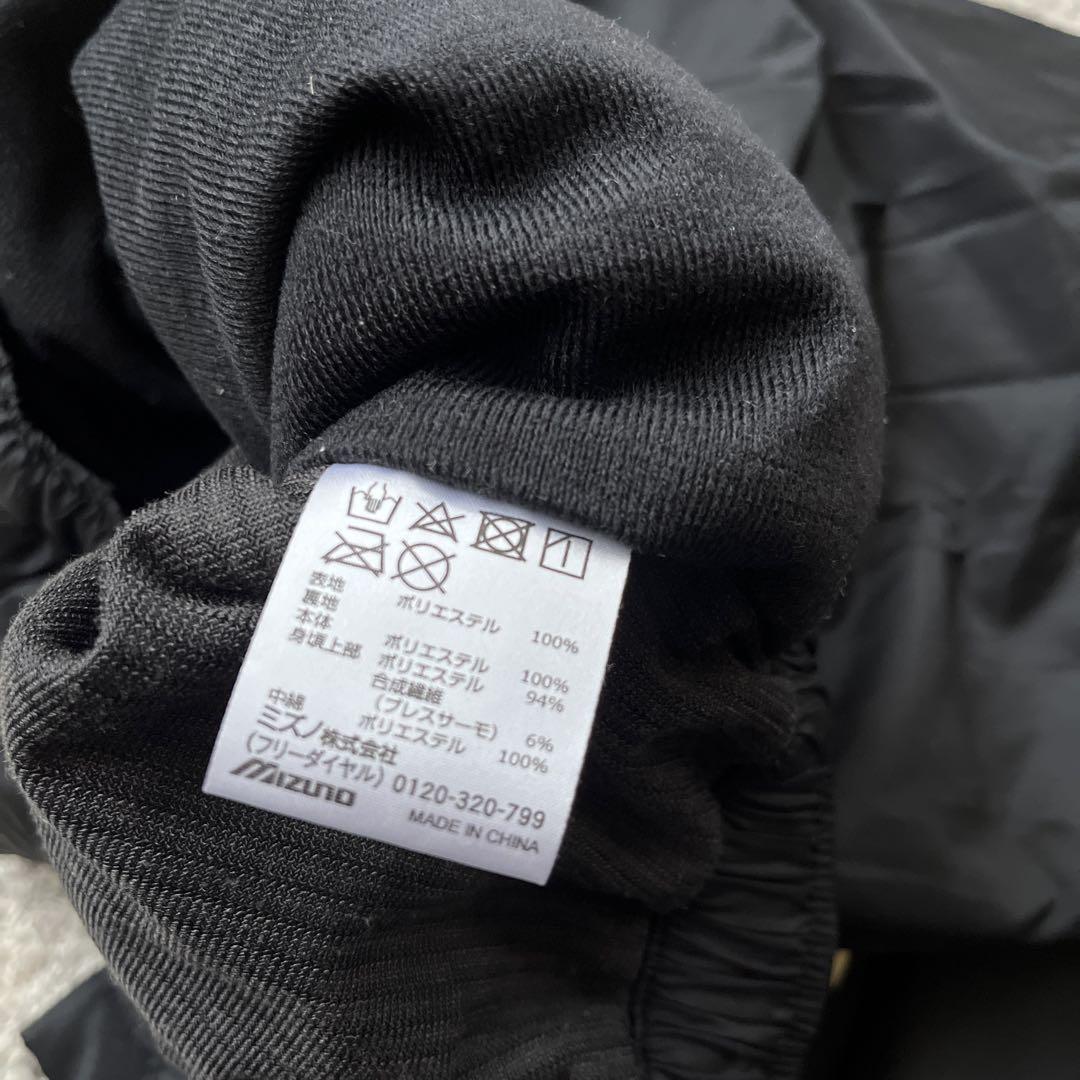 表地 ポリエステル 100%
裏地
本体 ポリエステル 100%
身頃上部 ポリエステル 94%
合成繊維
(ブレスサーモ) 6%
中綿 ポリエステル 100%
ミズノ株式会社
(フリーダイヤル) 0120-320-799
MIZUNO
MADE IN CHINA